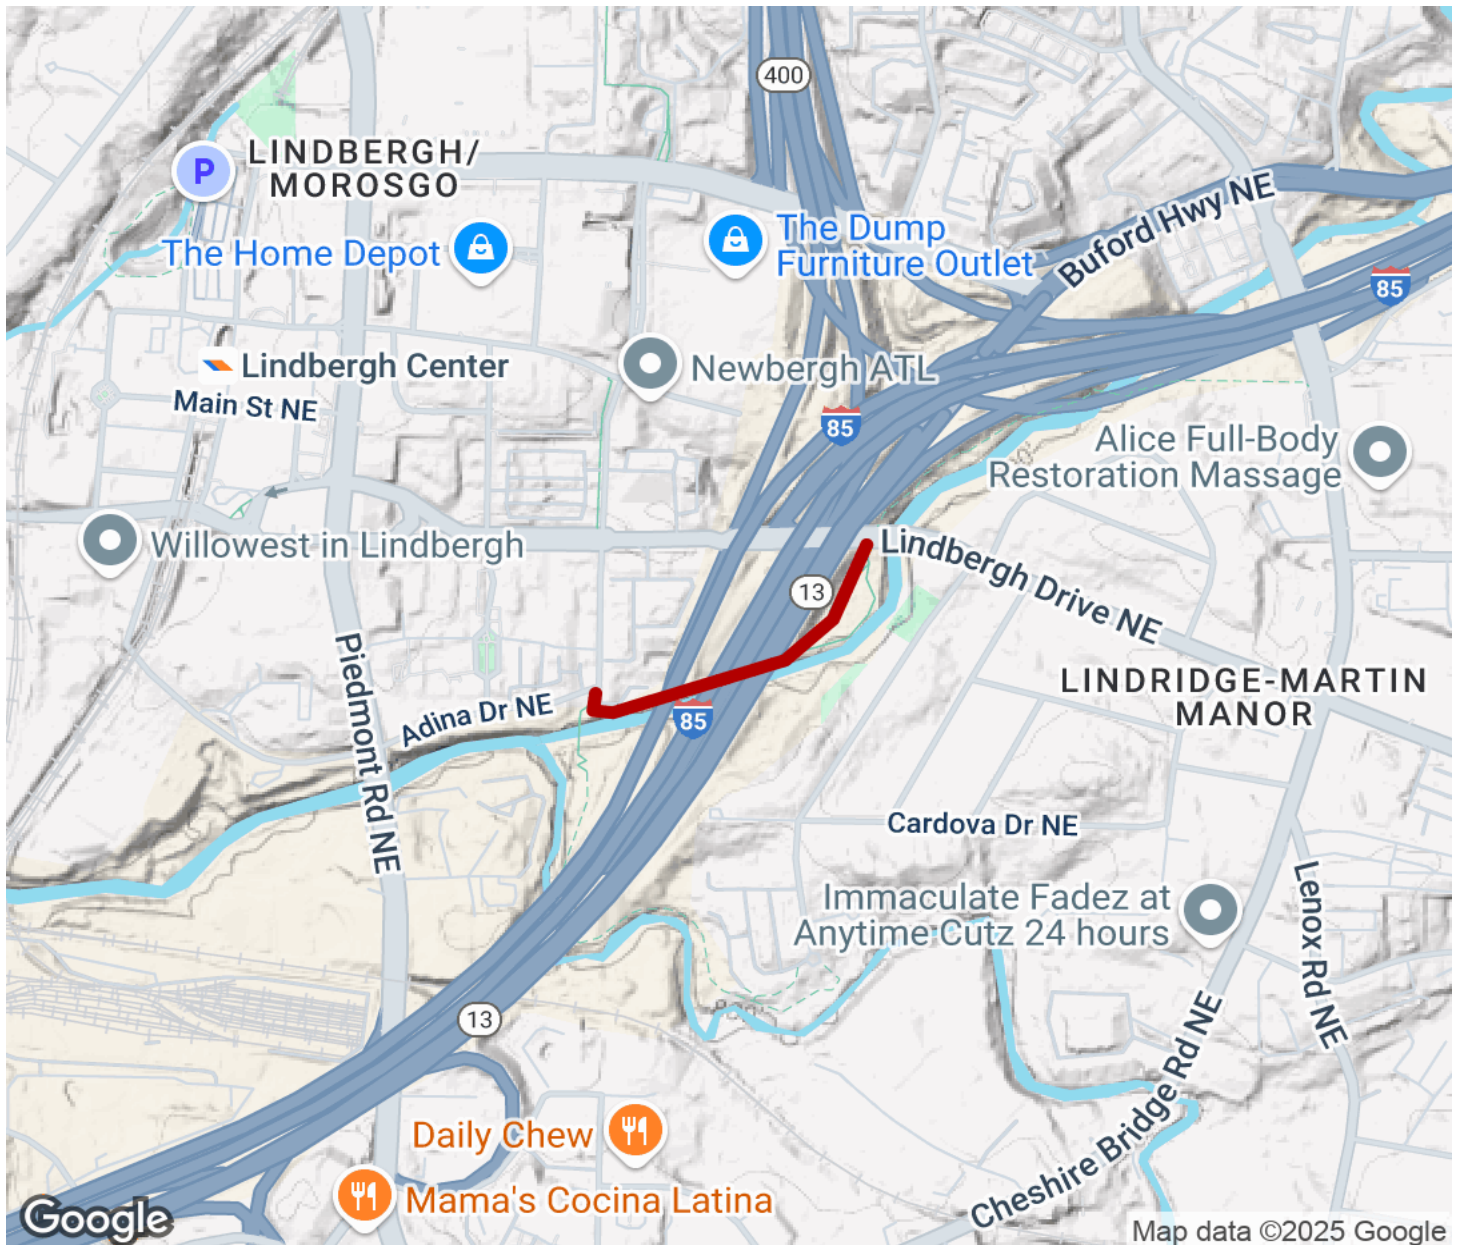 400
LINDBERGH/
MOROSGO
P
Buford Hwy NE
The Dump
Furniture Outlet
The Home Depot
85
Lindbergh Center
Newbergh ATL
Main St NE
85
Alice Full-Body
Restoration Massage
Willowest in Lindbergh
Lindbergh Drive NE
13
Piedmont Rd NE
LINDRIDGE-MARTIN
MANOR
Adina Dr NE
85
Cardova Dr NE
Immaculate Fadez at
Anytime Cutz 24 hours
Lenox Rd NE
13
Cheshire Bridge Rd NE
Daily Chew
Mama's Cocina Latina
Google
Map data ©2025 Google